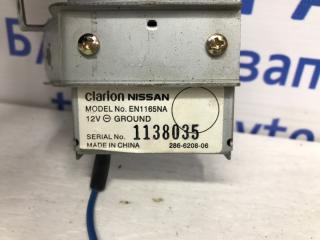 clarion NISSAN
MODEL No. EN1165NA
12V ⊖ GROUND
SERIAL No. 1138035
MADE IN CHINA 286-6208-06